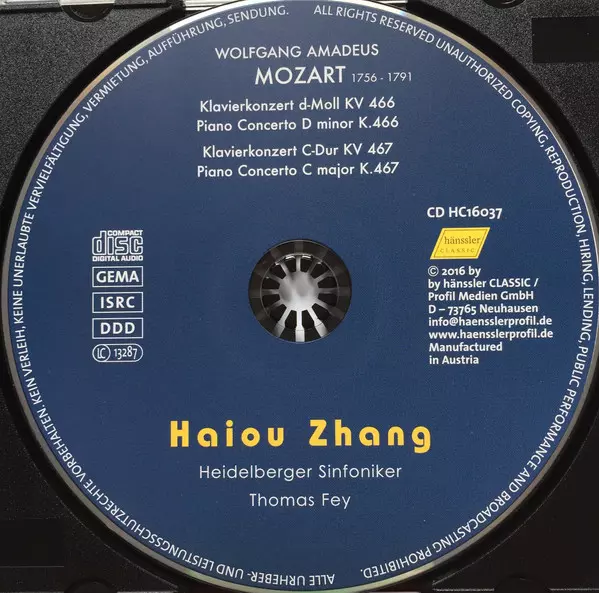 ALLE URHEBER- UND LEISTUNGSSCHUTZRECHTE VORBEHALTEN KEIN VERLEIH, KEINE UNERLAUBTE VERVIELFÄLTIGUNG, VERMIETUNG, AUFFÜHRUNG, SENDUNG.
ALL RIGHTS RESERVED UNAUTHORIZED COPYING, REPRODUCTION, HIRING, LENDING, PUBLIC PERFORMANCE AND BROADCASTING PROHIBITED.
WOLFGANG AMADEUS
MOZART 1756 - 1791
Klavierkonzert d-Moll KV 466
Piano Concerto D minor K.466
Klavierkonzert C-Dur KV 467
Piano Concerto C major K.467
COMPACT
disc
DIGITAL AUDIO
GEMA
ISRC
DDD
LC 13287
CD HC16037
hänssler
CLASSIC
© 2016 by
by hänssler CLASSIC /
Profil Medien GmbH
D – 73765 Neuhausen
info@haensslerprofil.de
www.haensslerprofil.de
Manufactured
in Austria
Haiou Zhang
Heidelberger Sinfoniker
Thomas Fey